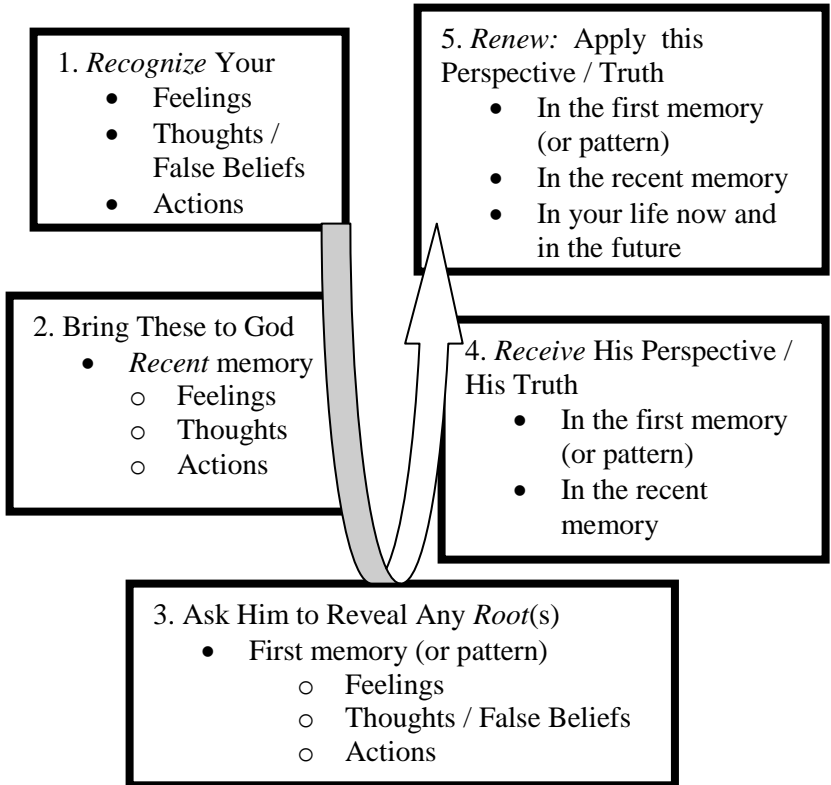 1. Recognize Your
• Feelings
• Thoughts /
False Beliefs
• Actions
2. Bring These to God
• Recent memory
o Feelings
o Thoughts
o Actions
3. Ask Him to Reveal Any Root(s)
• First memory (or pattern)
o Feelings
o Thoughts / False Beliefs
o Actions
4. Receive His Perspective /
His Truth
• In the first memory
(or pattern)
• In the recent
memory
5. Renew: Apply this
Perspective / Truth
• In the first memory
(or pattern)
• In the recent memory
• In your life now and
in the future